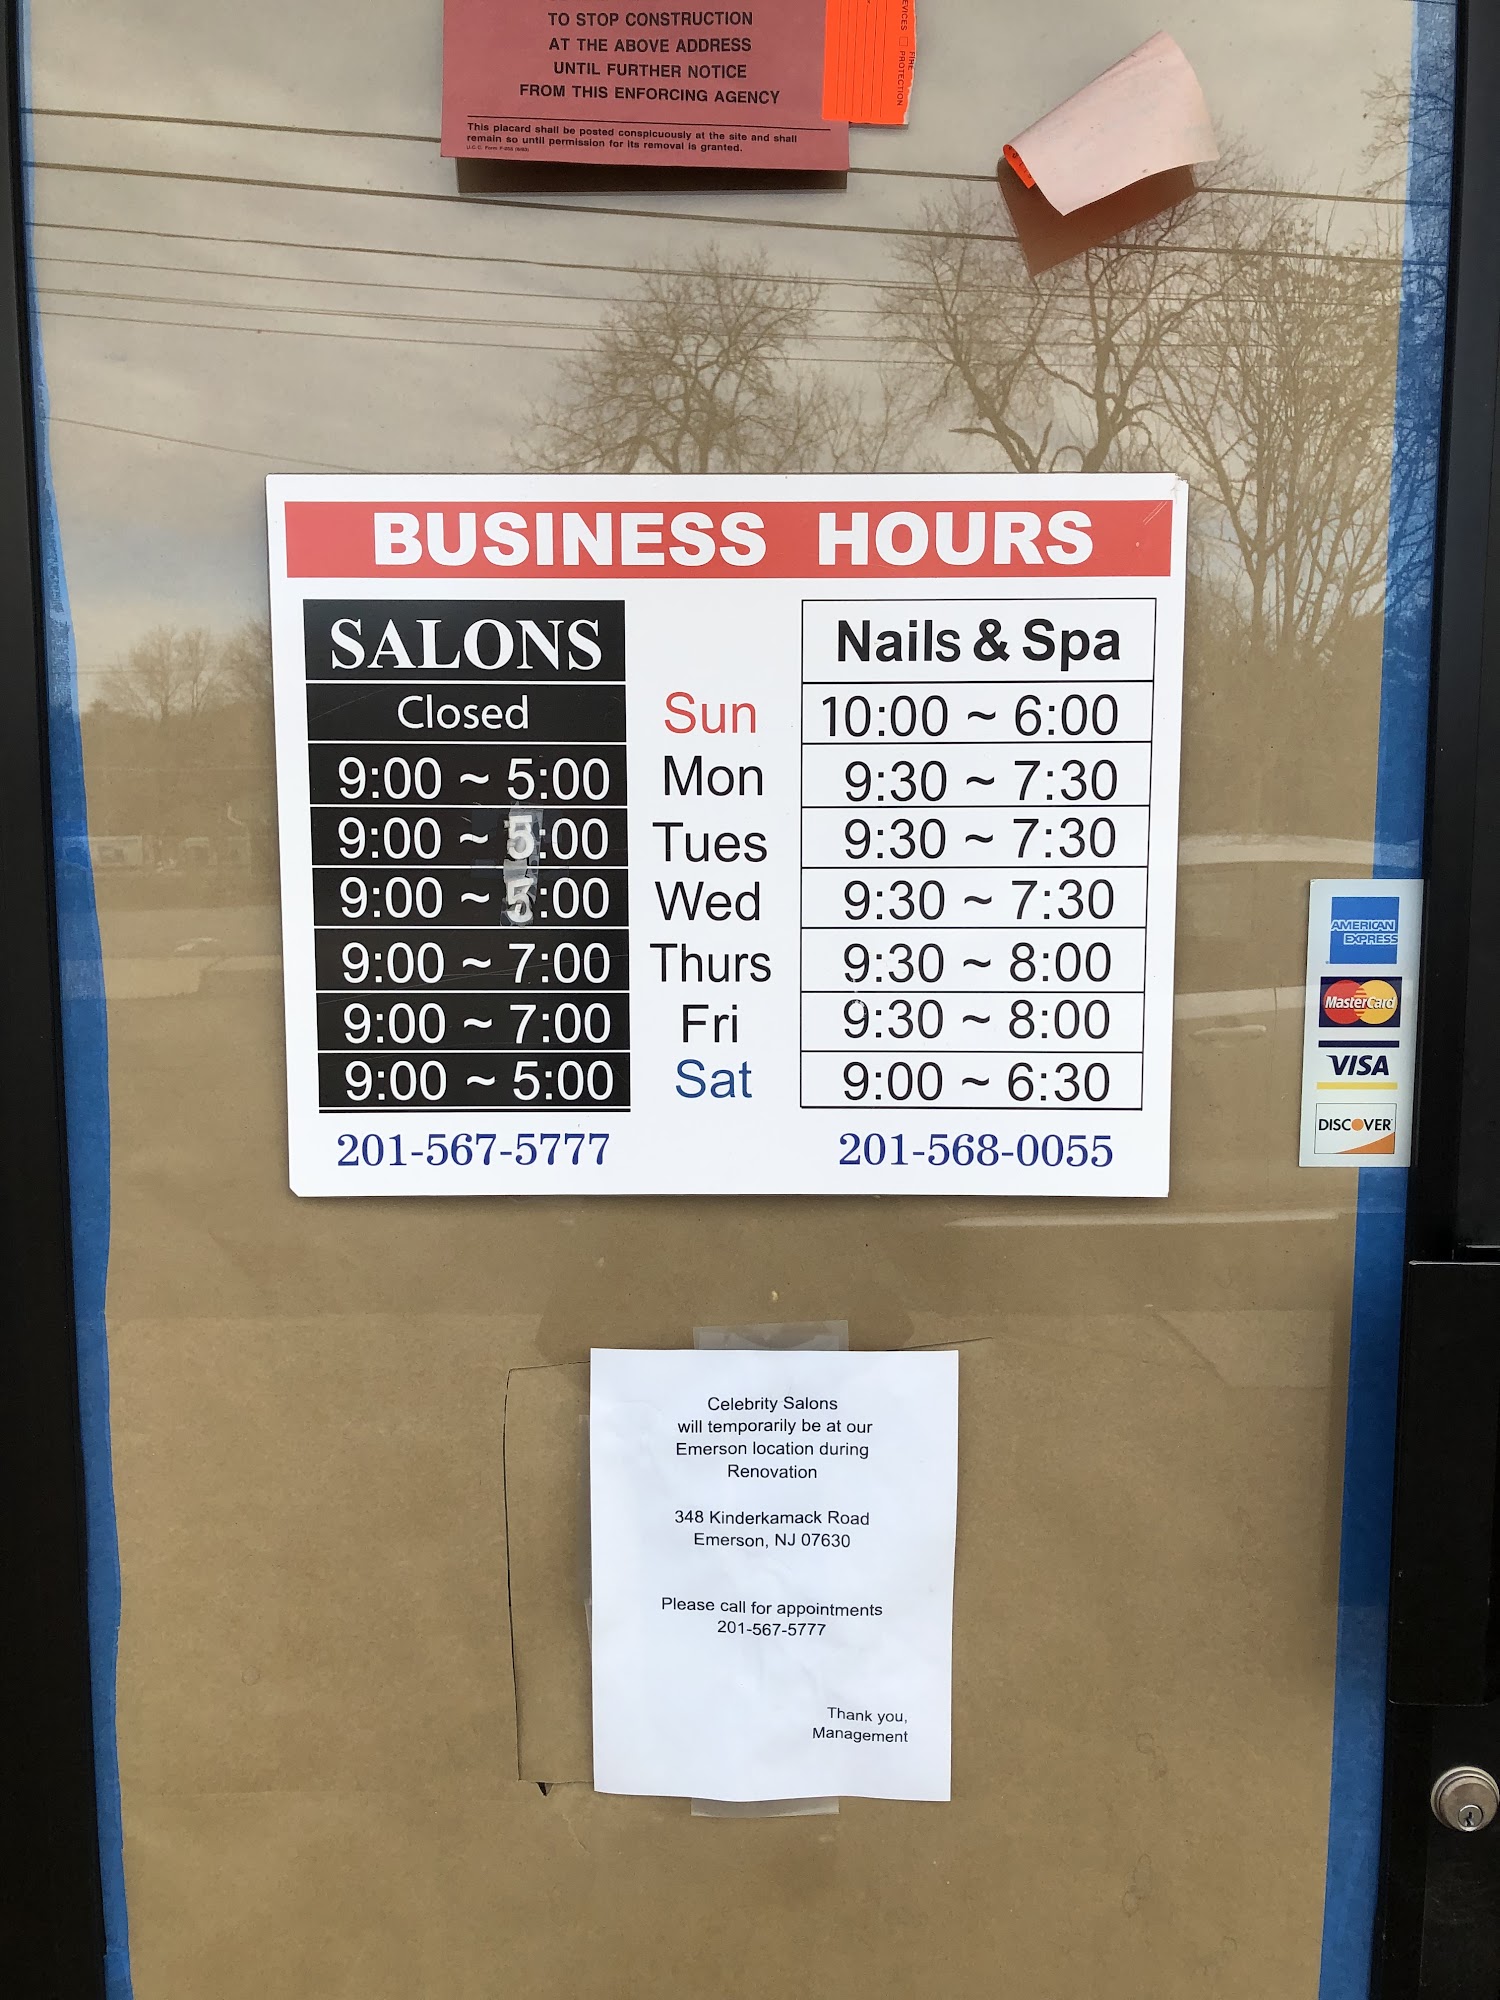 TO STOP CONSTRUCTION
AT THE ABOVE ADDRESS
UNTIL FURTHER NOTICE
FROM THIS ENFORCING AGENCY
This placard shall be posted conspicuously at the site and shall
remain so until permission for its removal is granted.
FIRE
PROTECTION
BUSINESS HOURS
SALONS Nails & Spa
Closed Sun 10:00 ~ 6:00
9:00 ~ 5:00 Mon 9:30 ~ 7:30
9:00 ~ 5:00 Tues 9:30 ~ 7:30
9:00 ~ 5:00 Wed 9:30 ~ 7:30
9:00 ~ 7:00 Thurs 9:30 ~ 8:00
9:00 ~ 7:00 Fri 9:30 ~ 8:00
9:00 ~ 5:00 Sat 9:00 ~ 6:30
201-567-5777 201-568-0055
AMERICAN
EXPRESS
MasterCard
VISA
DISCOVER
Celebrity Salons
will temporarily be at our
Emerson location during
Renovation
348 Kinderkamack Road
Emerson, NJ 07630
Please call for appointments
201-567-5777
Thank you,
Management